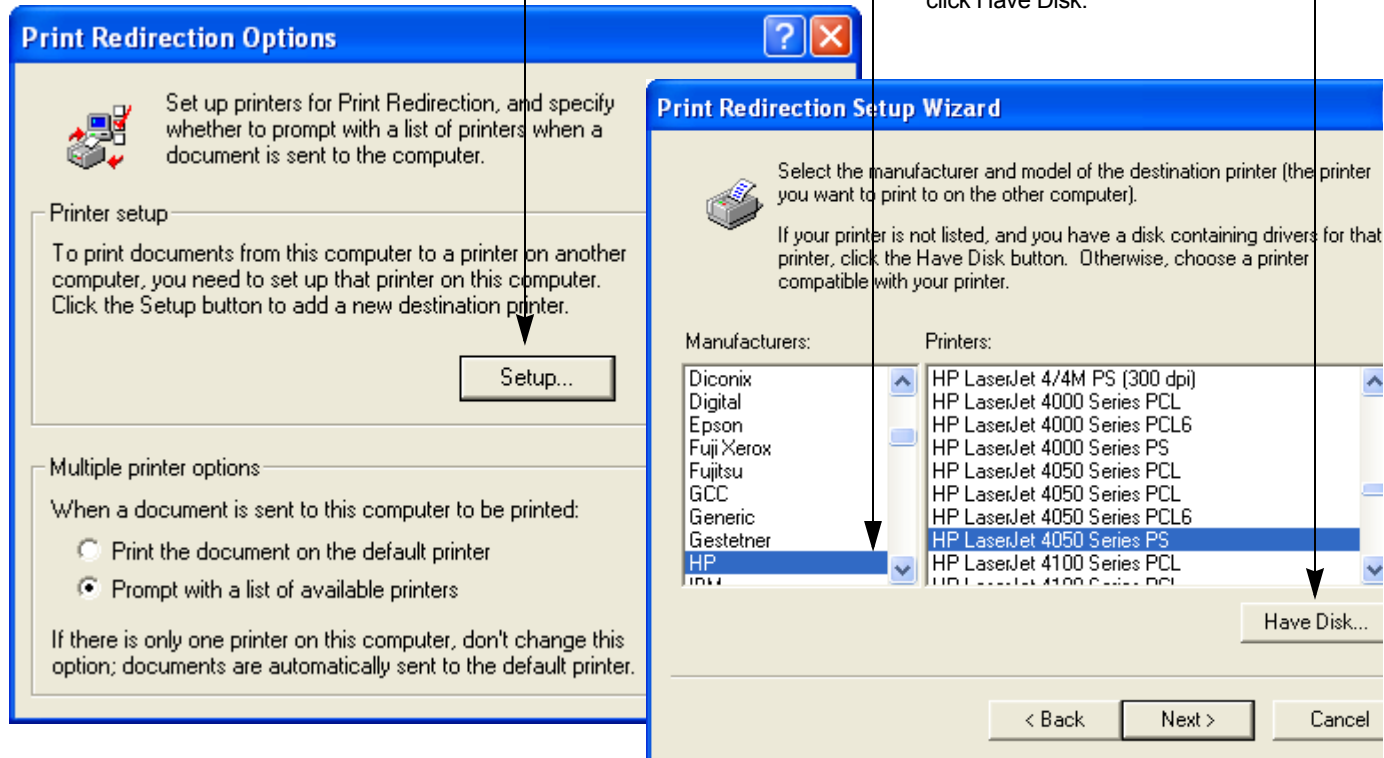 click Have Disk.
Print Redirection Options
Set up printers for Print Redirection, and specify
whether to prompt with a list of printers when a
document is sent to the computer.
Printer setup
To print documents from this computer to a printer on another
computer, you need to set up that printer on this computer.
Click the Setup button to add a new destination printer.
Setup...
Multiple printer options
When a document is sent to this computer to be printed:
Print the document on the default printer
Prompt with a list of available printers
If there is only one printer on this computer, don't change this
option; documents are automatically sent to the default printer.
Print Redirection Setup Wizard
Select the manufacturer and model of the destination printer (the printer
you want to print to on the other computer).
If your printer is not listed, and you have a disk containing drivers for that
printer, click the Have Disk button. Otherwise, choose a printer
compatible with your printer.
Manufacturers:
Diconix
Digital
Epson
Fuji Xerox
Fujitsu
GCC
Generic
Gestetner
HP
IBM
Printers:
HP LaserJet 4/4M PS (300 dpi)
HP LaserJet 4000 Series PCL
HP LaserJet 4000 Series PCL6
HP LaserJet 4000 Series PS
HP LaserJet 4050 Series PCL
HP LaserJet 4050 Series PCL
HP LaserJet 4050 Series PCL6
HP LaserJet 4050 Series PS
HP LaserJet 4100 Series PCL
HP LaserJet 4100 Series PCL
Have Disk...
< Back
Next >
Cancel